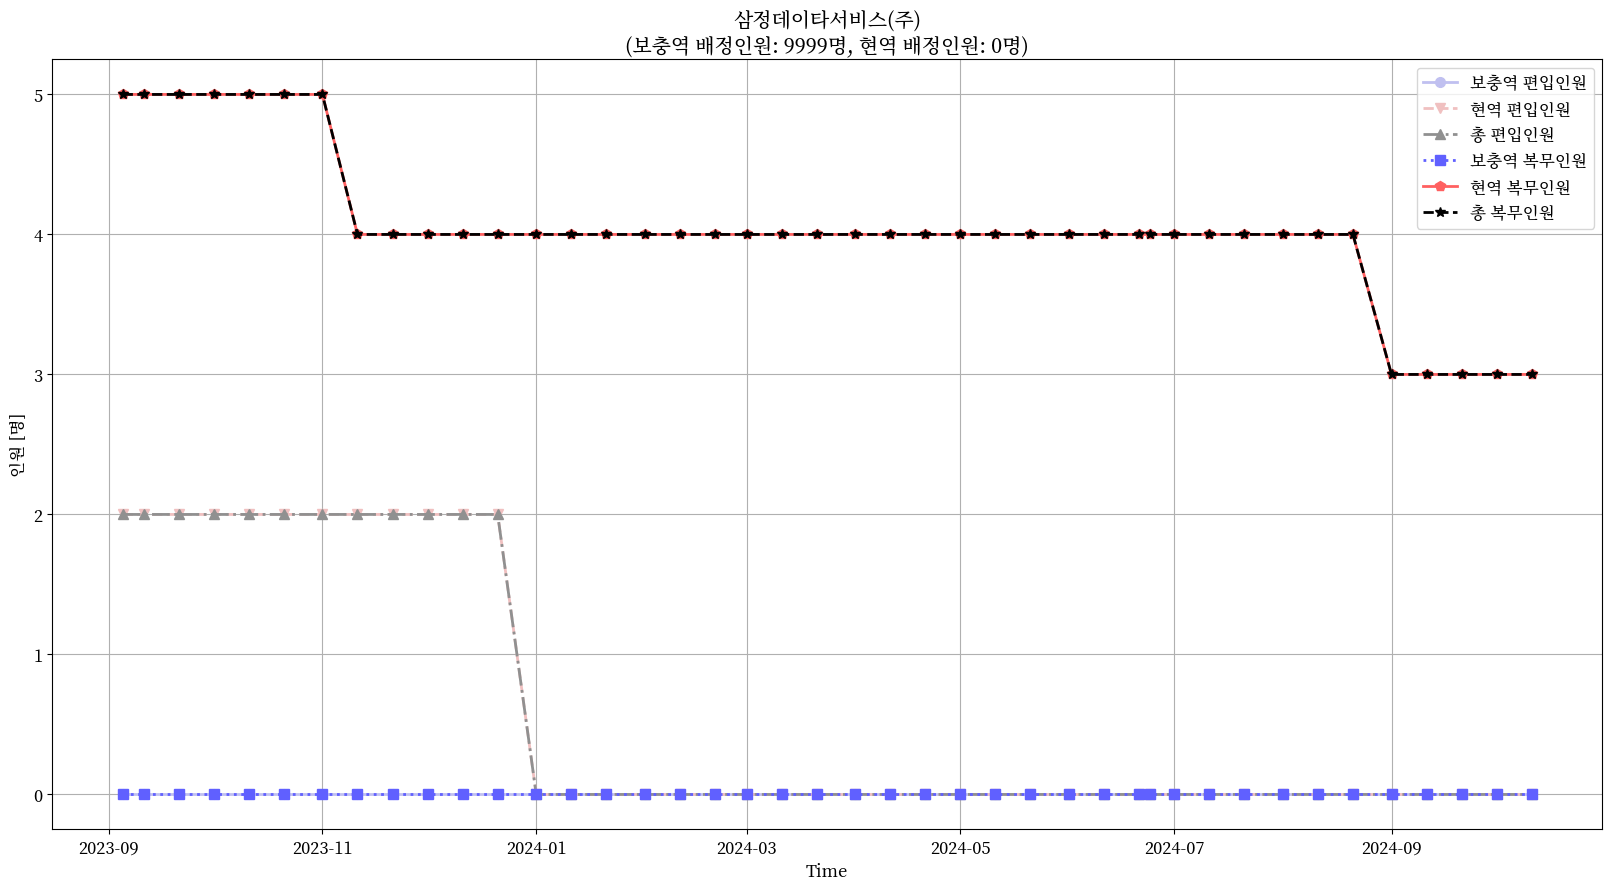 삼정데이타서비스(주)
(보충역 배정인원: 9999명, 현역 배정인원: 0명)
보충역 편입인원
현역 편입인원
총 편입인원
보충역 복무인원
현역 복무인원
총 복무인원
인원 [명]
5
4
3
2
1
0
2023-09
2023-11
2024-01
2024-03
2024-05
2024-07
2024-09
Time